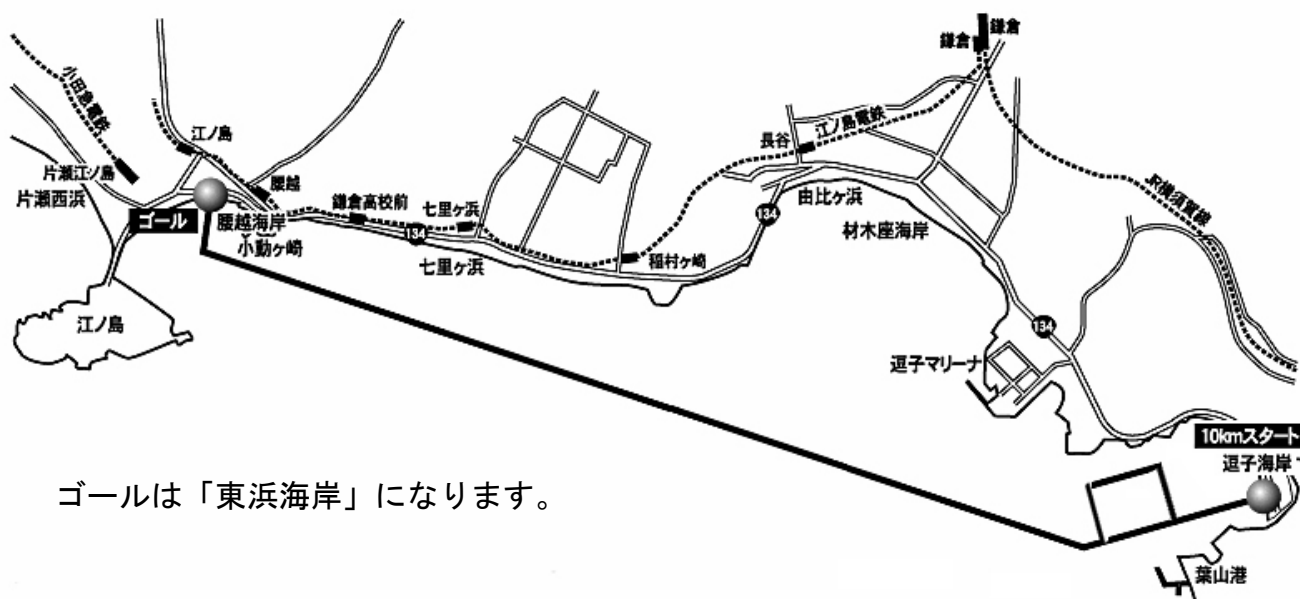 鎌倉
鎌倉
小田急電鉄
江ノ島
江ノ島電鉄
長谷
片瀬江ノ島
腰越
JR横須賀線
片瀬西浜
鎌倉高校前
七里ヶ浜
由比ヶ浜
134
ゴール
腰越海岸
134
材木座海岸
小動ヶ崎
七里ヶ浜
稲村ヶ崎
江ノ島
134
逗子マリーナ
10kmスタート
逗子海岸
ゴールは「東浜海岸」になります。
葉山港